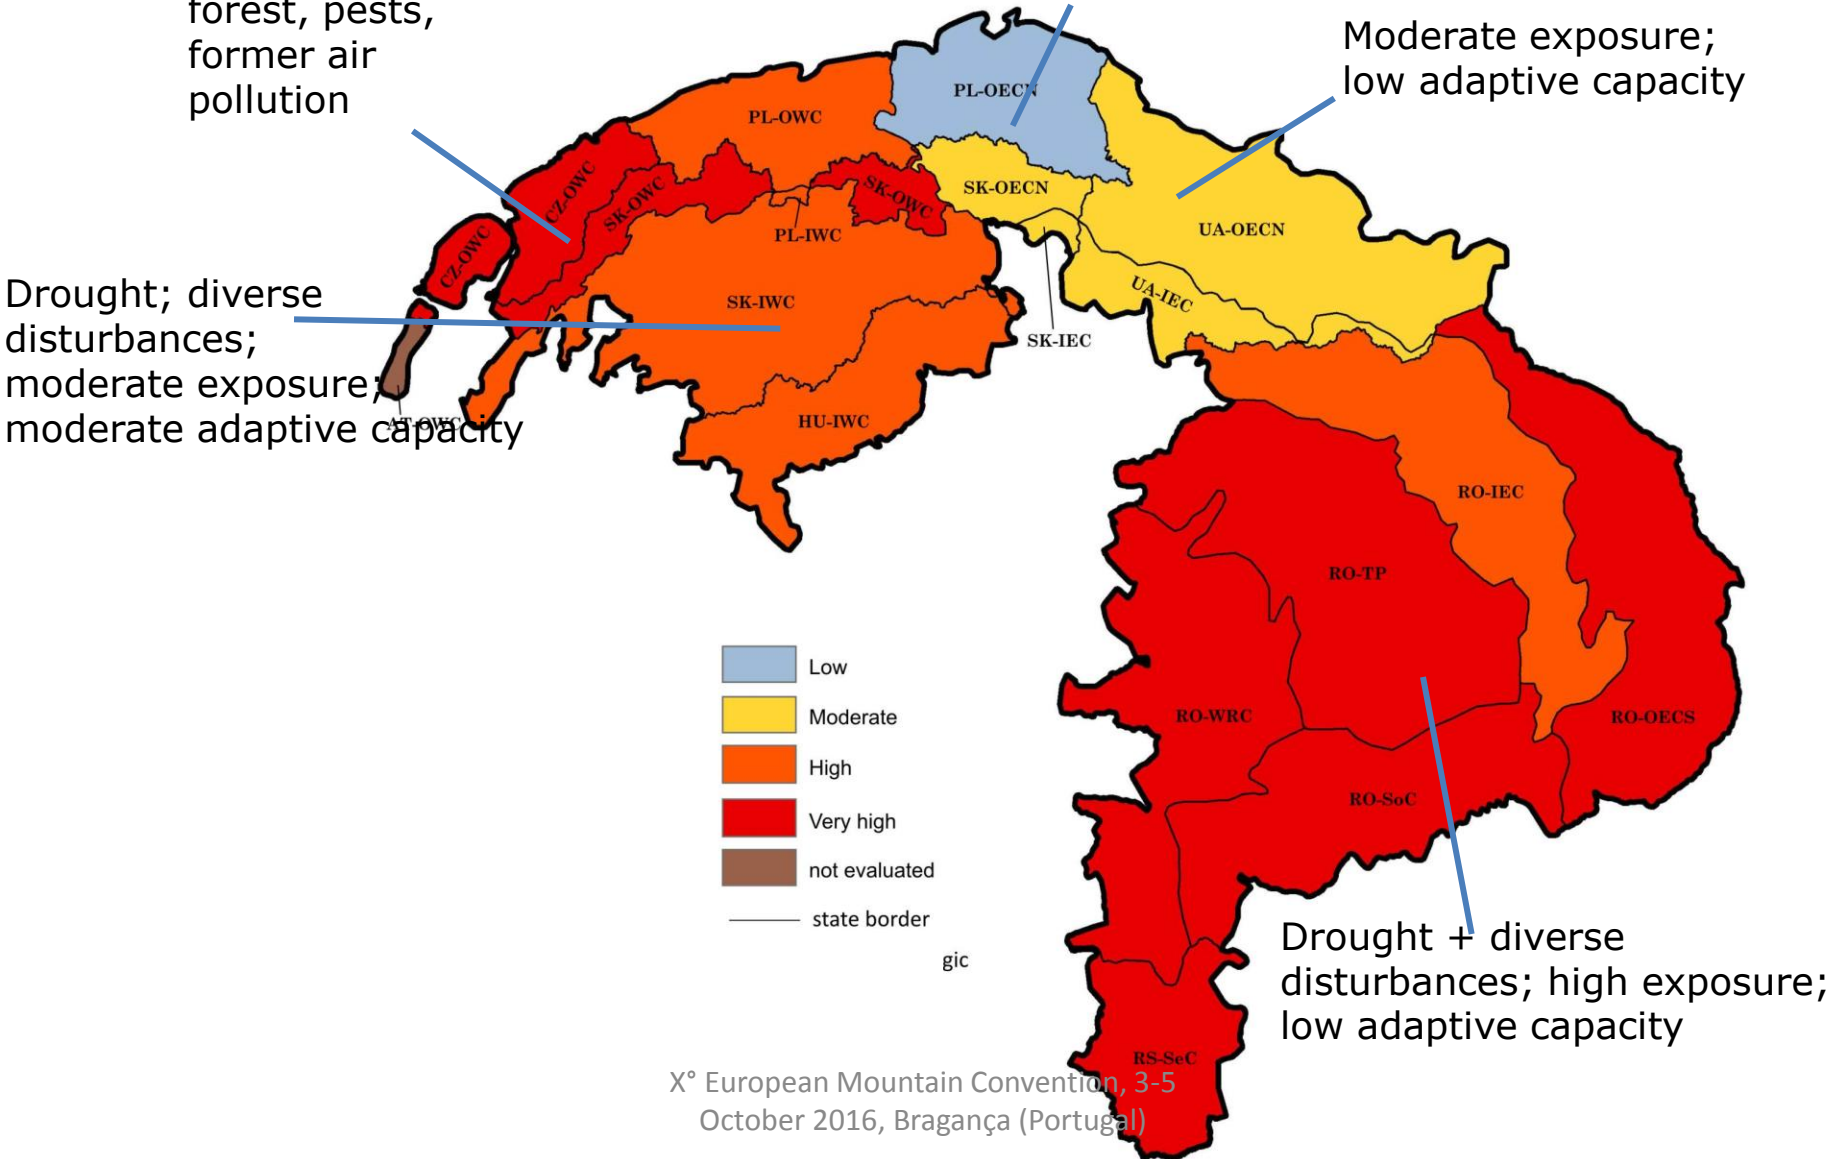 forest, pests,
former air
pollution
Moderate exposure;
low adaptive capacity
PL-OECN
PL-OWC
CZ-OWC
SK-OWC
SK-OWC
SK-OECN
PL-IWC
UA-OECN
CZ-OWC
Drought; diverse
disturbances;
moderate exposure;
moderate adaptive capacity
SK-IWC
UA-IEC
SK-IEC
AT-OWC
HU-IWC
RO-IEC
RO-TP
RO-WRC
RO-OECS
RO-SoC
Low
Moderate
High
Very high
not evaluated
state border
gic
Drought + diverse
disturbances; high exposure;
low adaptive capacity
RS-SeC
X° European Mountain Convention, 3-5
October 2016, Bragança (Portugal)